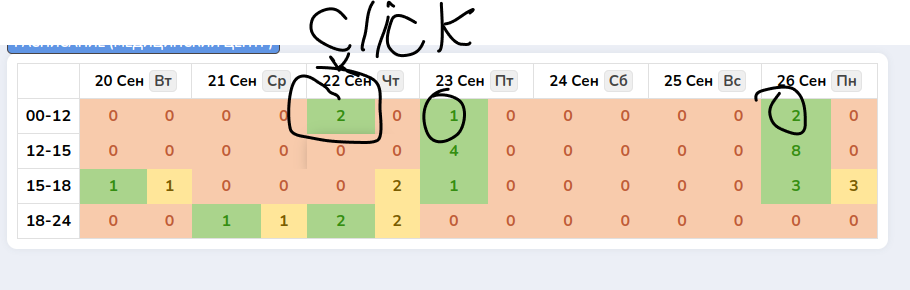 click
20 Сен Вт 21 Сен Ср 22 Сен Чт 23 Сен Пт 24 Сен Сб 25 Сен Вс 26 Сен Пн
00-12 0 0 0 0 2 0 1 0 0 0 0 0 2 0
12-15 0 0 0 0 0 0 4 0 0 0 0 0 8 0
15-18 1 1 0 0 0 2 1 0 0 0 0 0 3 3
18-24 0 0 1 1 2 2 0 0 0 0 0 0 0 0